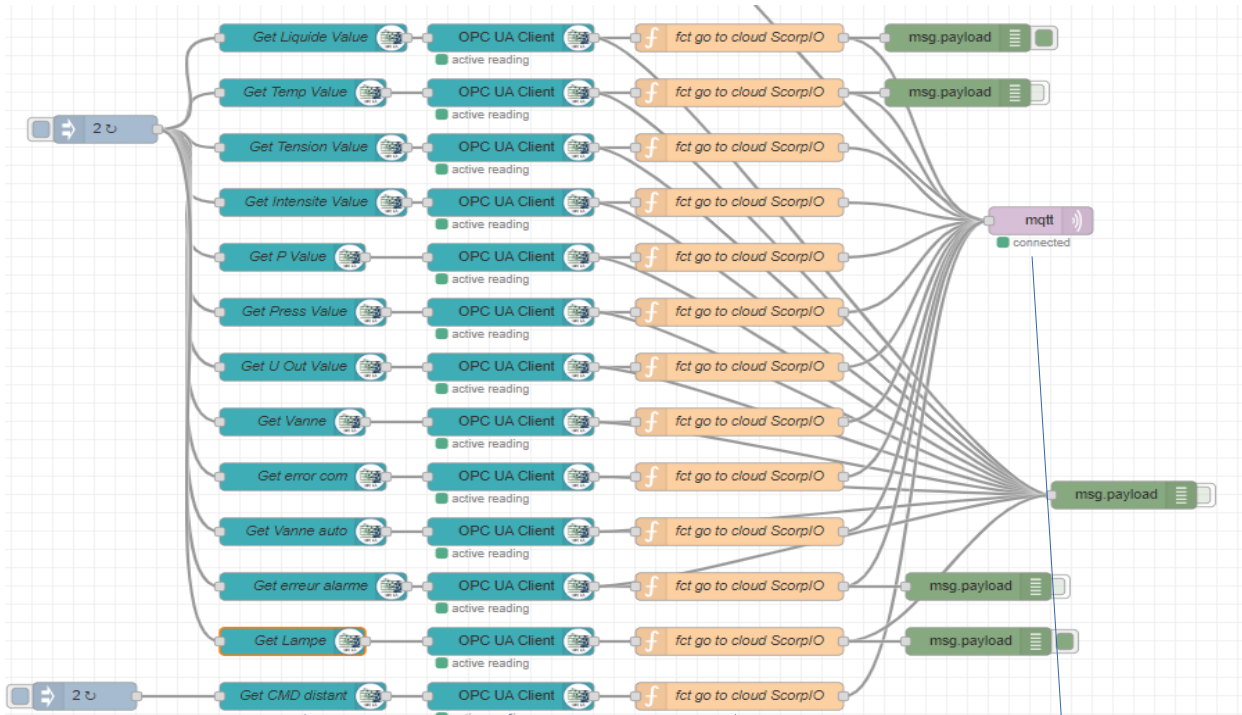 Get Liquide Value OPC UA Client fct go to cloud ScorpIO msg.payload
active reading
Get Temp Value OPC UA Client fct go to cloud ScorpIO msg.payload
active reading
2 ↻
Get Tension Value OPC UA Client fct go to cloud ScorpIO
active reading
Get Intensite Value OPC UA Client fct go to cloud ScorpIO
active reading
mqtt
connected
Get P Value OPC UA Client fct go to cloud ScorpIO
active reading
Get Press Value OPC UA Client fct go to cloud ScorpIO
active reading
Get U Out Value OPC UA Client fct go to cloud ScorpIO
active reading
Get Vanne OPC UA Client fct go to cloud ScorpIO
active reading
Get error com OPC UA Client fct go to cloud ScorpIO
active reading
msg.payload
Get Vanne auto OPC UA Client fct go to cloud ScorpIO
active reading
Get erreur alarme OPC UA Client fct go to cloud ScorpIO msg.payload
active reading
Get Lampe OPC UA Client fct go to cloud ScorpIO msg.payload
active reading
2 ↻ Get CMD distant OPC UA Client fct go to cloud ScorpIO